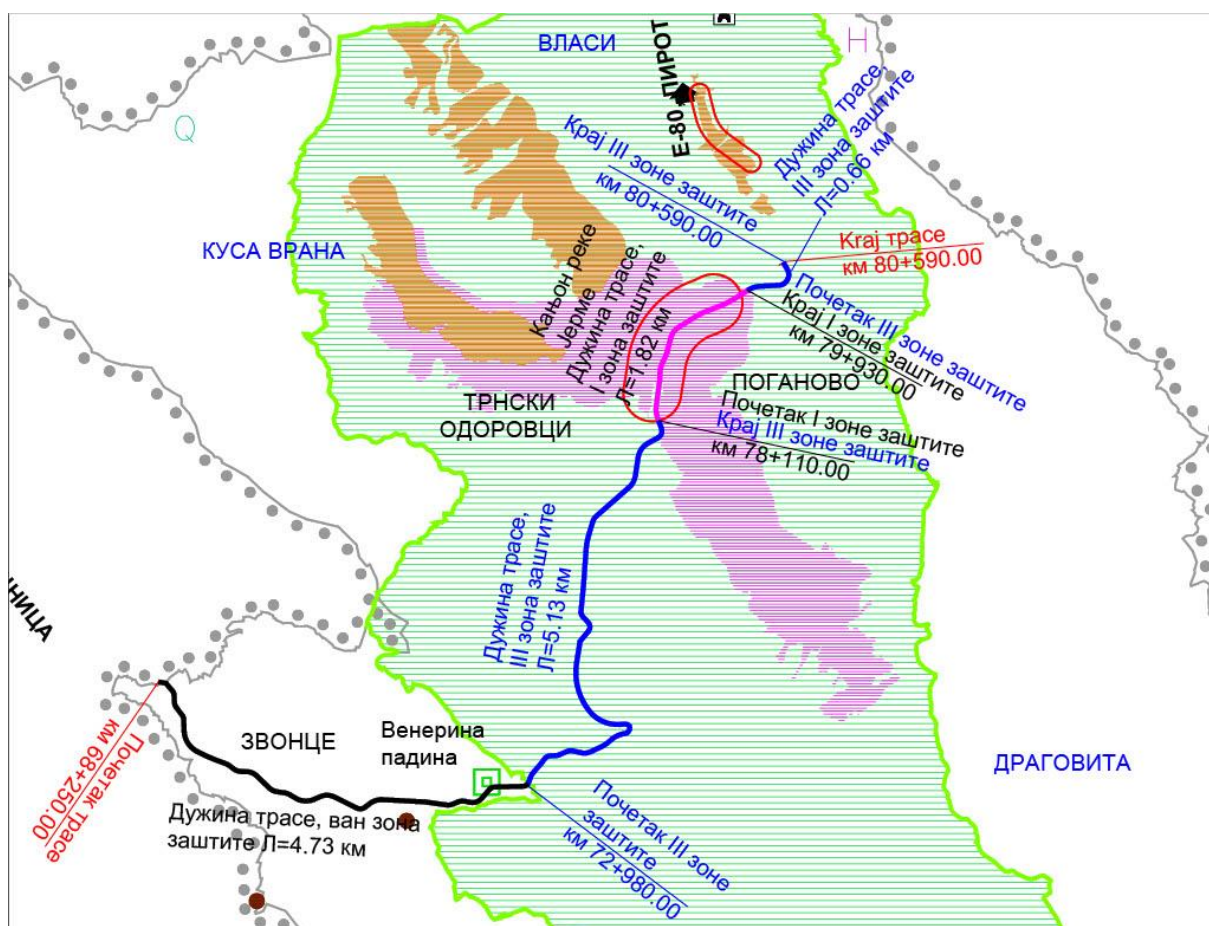 ВЛАСИ
Н
Е-80, ПИРОТ
Дужина трасе,
III зона заштите
Л=0.66 км
Q
Крај III зоне заштите
км 80+590.00
КУСА ВРАНА
Kraj трасе
км 80+590.00
Кањон реке
Јерме
Дужина трасе,
I зона заштите
Л=1.82 км
Почетак III зоне заштите
Крај I зоне заштите
км 79+930.00
ПОГАНОВО
ТРНСКИ
ОДОРОВЦИ
Почетак I зоне заштите
Крај III зоне заштите
км 78+110.00
Дужина трасе,
III зона заштите
Л=5.13 км
НИЦА
Почетак трасе
км 68+250.00
ЗВОНЦЕ
Венерина
падина
ДРАГОВИТА
Дужина трасе, ван зона
заштите Л=4.73 км
Почетак III зоне
заштите
км 72+980.00